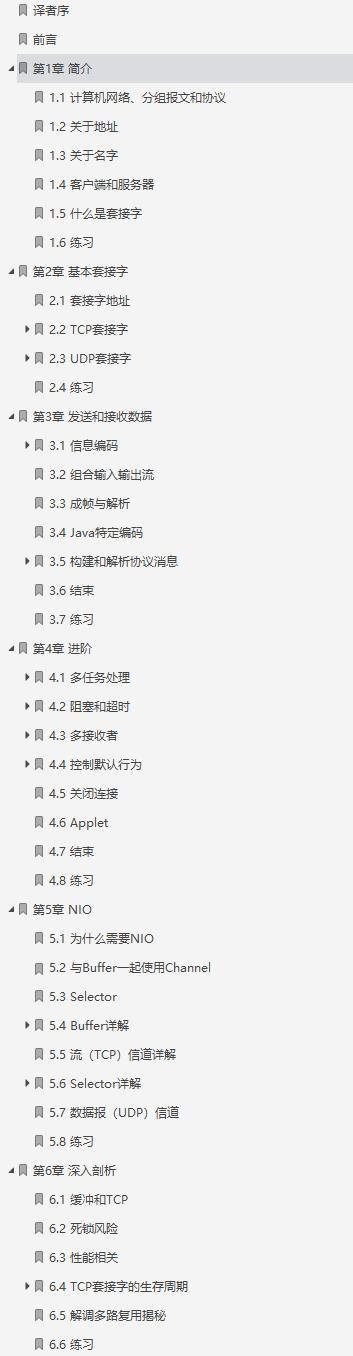 译者序
前言
第1章 简介
1.1 计算机网络、分组报文和协议
1.2 关于地址
1.3 关于名字
1.4 客户端和服务器
1.5 什么是套接字
1.6 练习
第2章 基本套接字
2.1 套接字地址
2.2 TCP套接字
2.3 UDP套接字
2.4 练习
第3章 发送和接收数据
3.1 信息编码
3.2 组合输入输出流
3.3 成帧与解析
3.4 Java特定编码
3.5 构建和解析协议消息
3.6 结束
3.7 练习
第4章 进阶
4.1 多任务处理
4.2 阻塞和超时
4.3 多接收者
4.4 控制默认行为
4.5 关闭连接
4.6 Applet
4.7 结束
4.8 练习
第5章 NIO
5.1 为什么需要NIO
5.2 与Buffer一起使用Channel
5.3 Selector
5.4 Buffer详解
5.5 流（TCP）信道详解
5.6 Selector详解
5.7 数据报（UDP）信道
5.8 练习
第6章 深入剖析
6.1 缓冲和TCP
6.2 死锁风险
6.3 性能相关
6.4 TCP套接字的生存周期
6.5 解调多路复用揭秘
6.6 练习